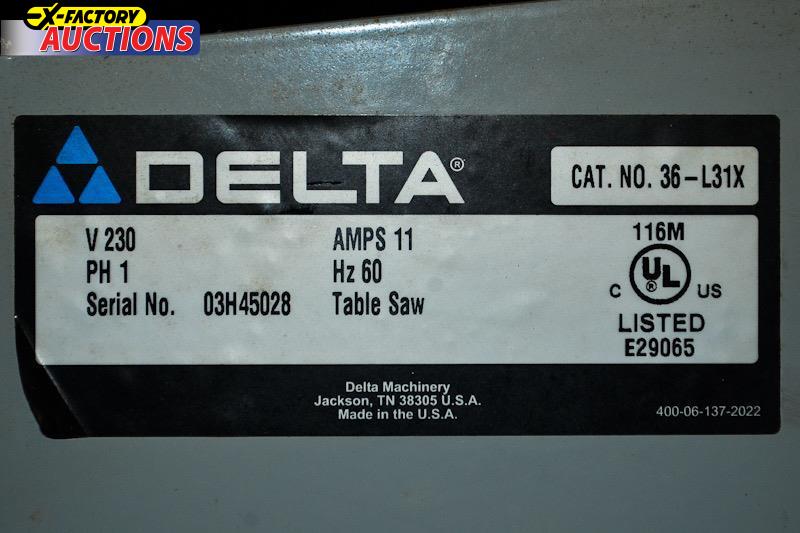 X-FACTORY
AUCTIONS
DELTA®
CAT. NO. 36-L31X
V 230 AMPS 11
PH 1 Hz 60
Serial No. 03H45028 Table Saw
116M
C UL® US
LISTED
E29065
Delta Machinery
Jackson, TN 38305 U.S.A.
Made in the U.S.A.
400-06-137-2022